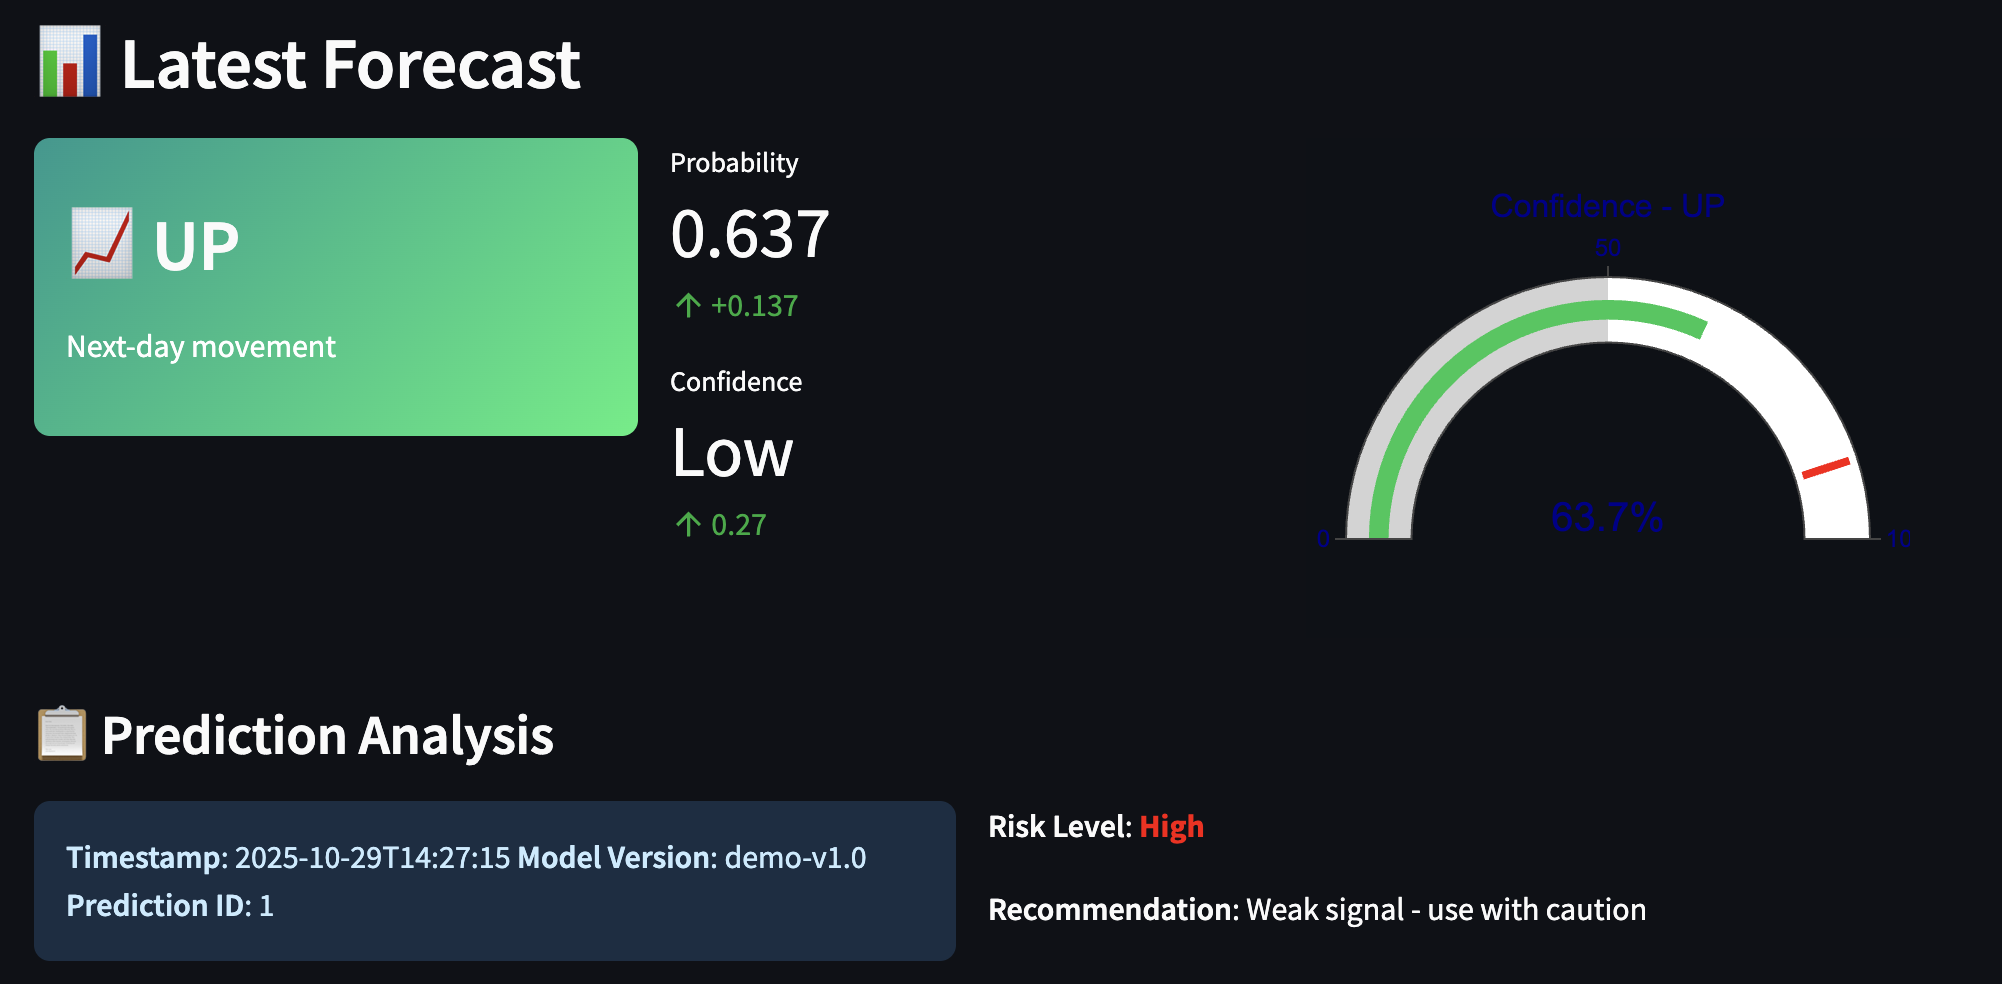 Latest Forecast
UP
Next-day movement
Probability
0.637
+0.137
Confidence
Low
0.27
Confidence - UP
50
63.7%
0
10
Prediction Analysis
Timestamp: 2025-10-29T14:27:15 Model Version: demo-v1.0
Prediction ID: 1
Risk Level: High
Recommendation: Weak signal - use with caution